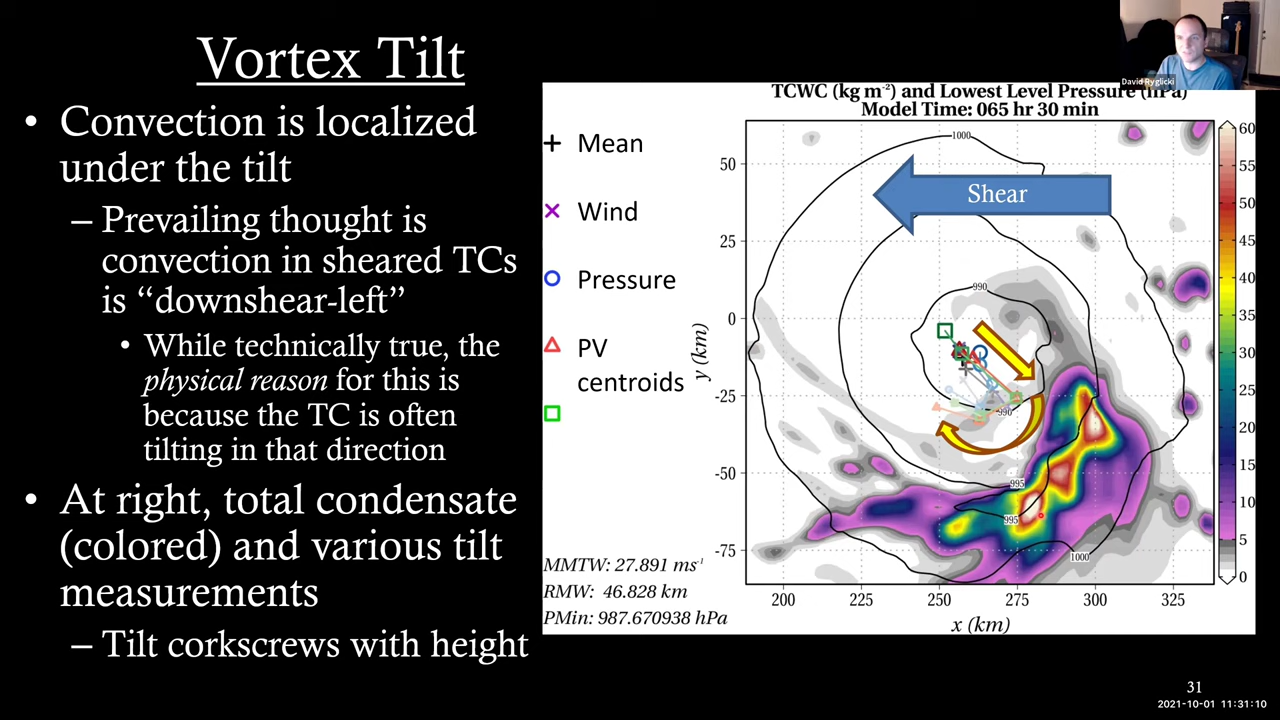 Vortex Tilt
• Convection is localized
under the tilt
– Prevailing thought is
convection in sheared TCs
is “downshear-left”
• While technically true, the
physical reason for this is
because the TC is often
tilting in that direction
• At right, total condensate
(colored) and various tilt
measurements
– Tilt corkscrews with height
Mean
Wind
Pressure
PV
centroids
MMTW: 27.891 ms⁻¹
RMW: 46.828 km
PMin: 987.670938 hPa
TCWC (kg m⁻²) and Lowest Level Pressure (hPa)
Model Time: 065 hr 30 min
Shear
1000
990
990
995
995
1000
50
25
0
-25
-50
-75
y (km)
200
225
250
275
300
325
x (km)
60
55
50
45
40
35
30
25
20
15
10
5
0
David Ryglicki
31
2021-10-01 11:31:10